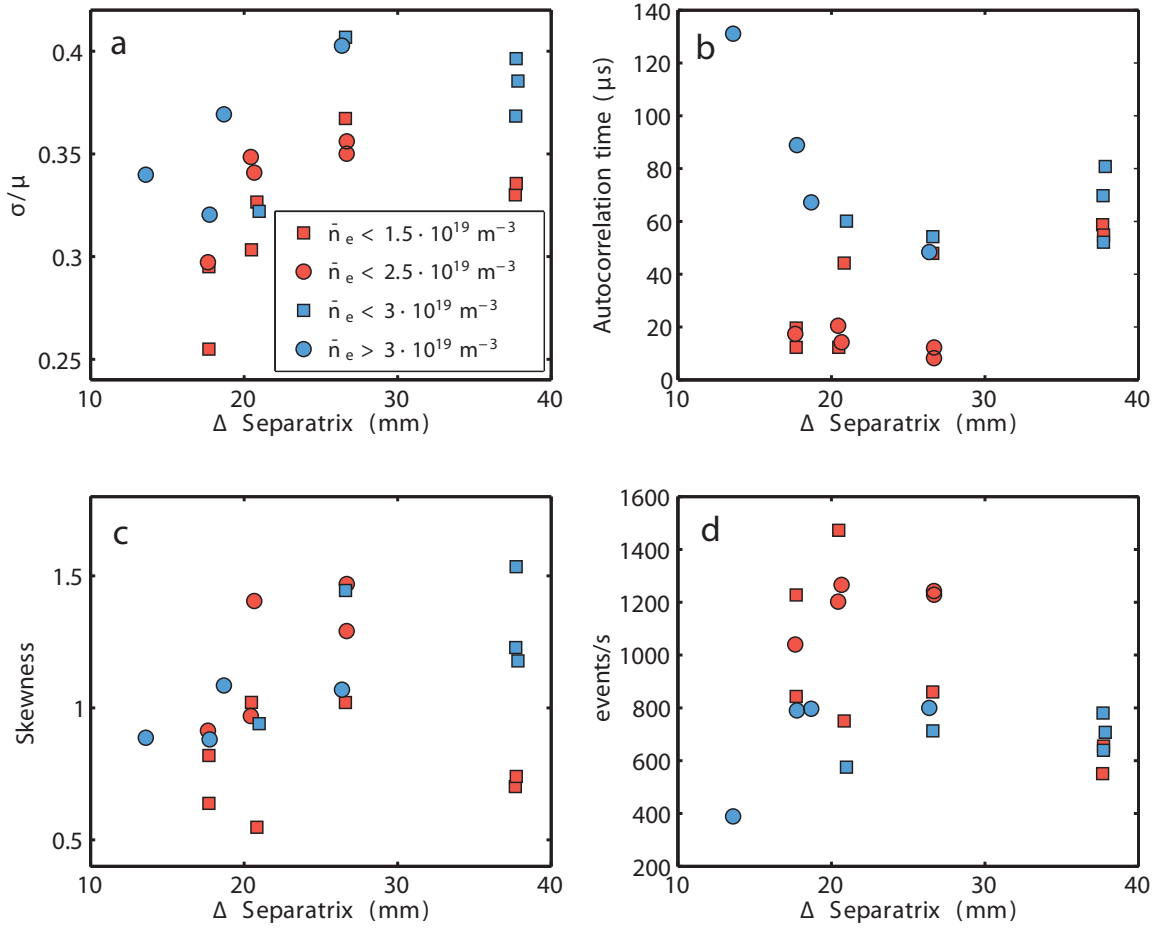 a
0.4
0.35
0.3
0.25
σ/μ
n̄ e < 1.5 · 10¹⁹ m⁻³
n̄ e < 2.5 · 10¹⁹ m⁻³
n̄ e < 3 · 10¹⁹ m⁻³
n̄ e > 3 · 10¹⁹ m⁻³
10 20 30 40
Δ Separatrix (mm)
b
140
120
100
80
60
40
20
0
Autocorrelation time (μs)
10 20 30 40
Δ Separatrix (mm)
c
1.5
1
0.5
Skewness
10 20 30 40
Δ Separatrix (mm)
d
1600
1400
1200
1000
800
600
400
200
events/s
10 20 30 40
Δ Separatrix (mm)